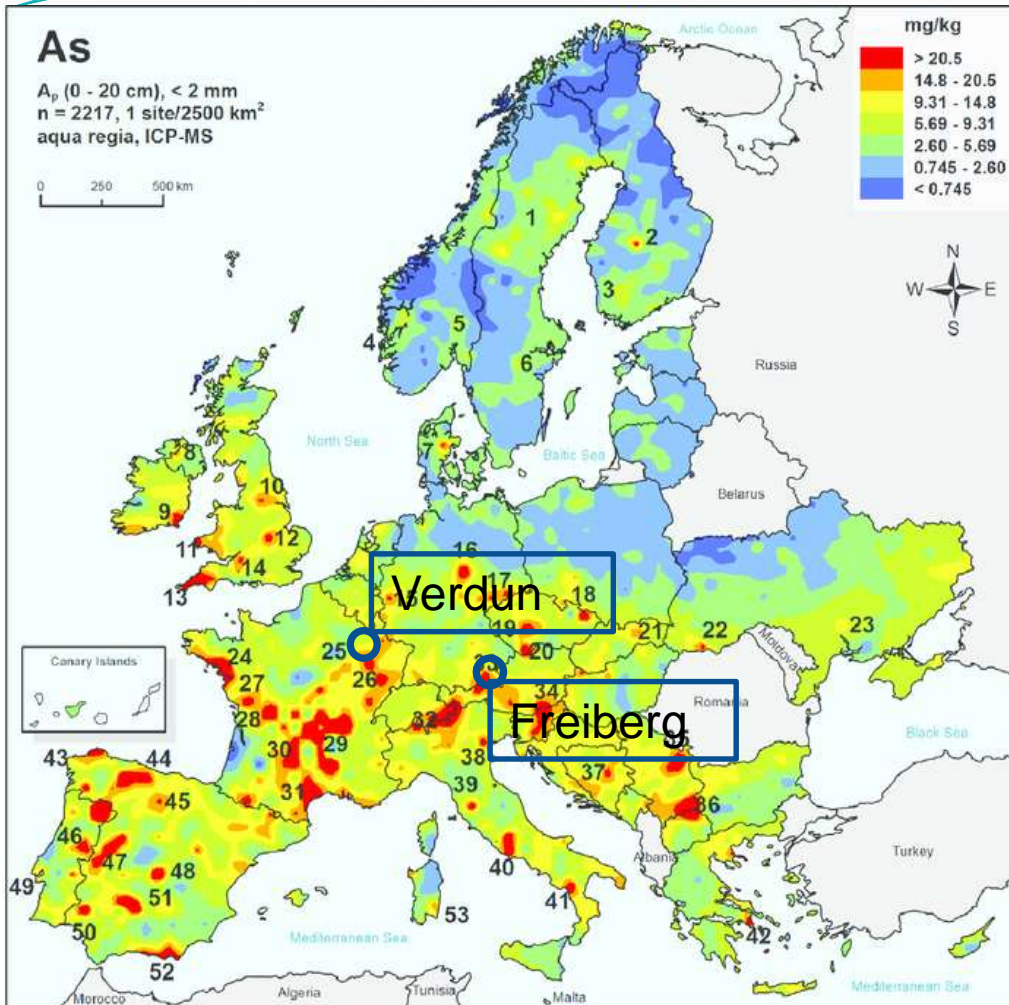 As
Aₚ (0 - 20 cm), < 2 mm
n = 2217, 1 site/2500 km²
aqua regia, ICP-MS
0 250 500 km
mg/kg
> 20.5
14.8 - 20.5
9.31 - 14.8
5.69 - 9.31
2.60 - 5.69
0.745 - 2.60
< 0.745
Arctic Ocean
N
W E
S
1
2
3
4
5
6
Russia
North Sea
Baltic Sea
7
8
Belarus
9
10
11
12
13
14
16
17
18
Verdun
19
20
21
22
23
Moldova
24
25
26
27
28
Canary Islands
Romania
Freiberg
34
32
29
30
31
38
37
36
39
40
41
42
Black Sea
Albania
Turkey
43
44
45
46
47
48
49
50
51
52
53
Mediterranean Sea
Mediterranean Sea
Morocco
Algeria
Tunisia
Malta